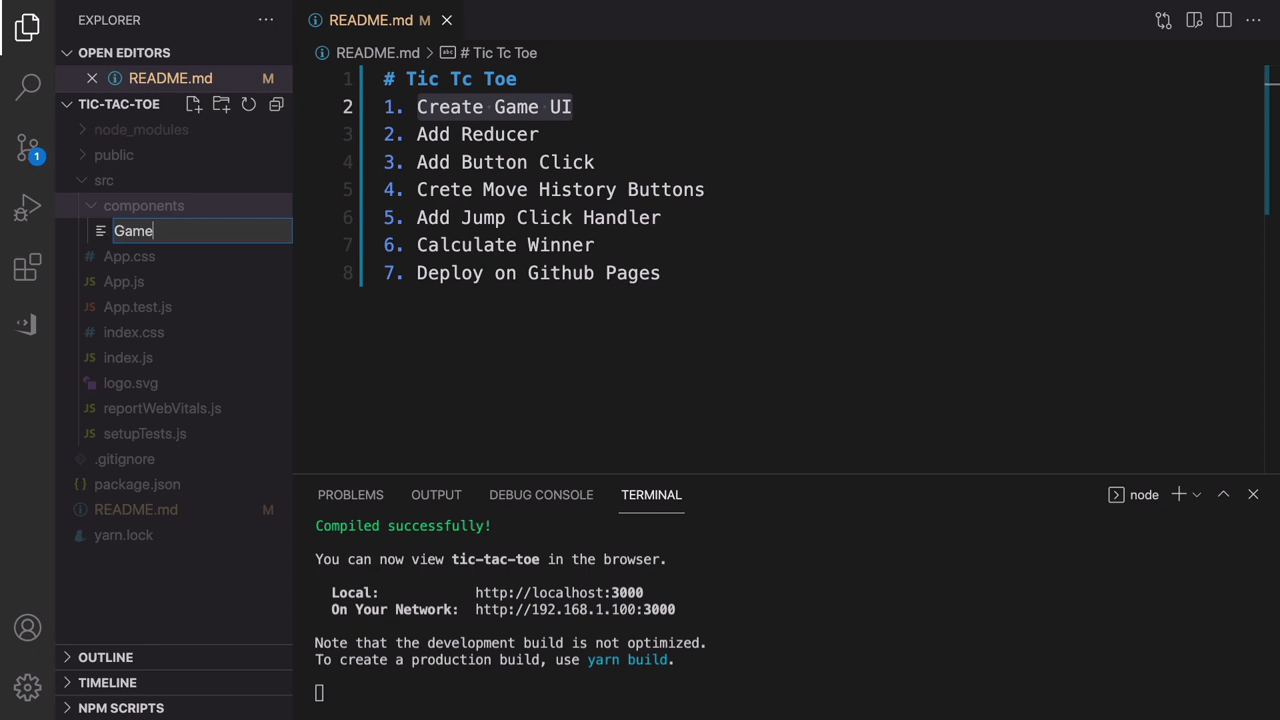 EXPLORER
OPEN EDITORS
README.md M
TIC-TAC-TOE
node_modules
public
src
components
Game
# App.css
JS App.js
JS App.test.js
# index.css
JS index.js
logo.svg
JS reportWebVitals.js
JS setupTests.js
.gitignore
{} package.json
README.md M
yarn.lock
OUTLINE
TIMELINE
NPM SCRIPTS
1
README.md M
README.md > # Tic Tc Toe
1 # Tic Tc Toe
2 1. Create Game UI
3 2. Add Reducer
4 3. Add Button Click
5 4. Crete Move History Buttons
6 5. Add Jump Click Handler
7 6. Calculate Winner
8 7. Deploy on Github Pages
PROBLEMS OUTPUT DEBUG CONSOLE TERMINAL node
Compiled successfully!
You can now view tic-tac-toe in the browser.
Local: http://localhost:3000
On Your Network: http://192.168.1.100:3000
Note that the development build is not optimized.
To create a production build, use yarn build.